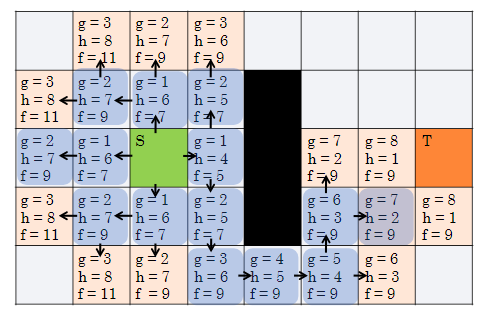 g = 3 g = 2 g = 3
h = 8 h = 7 h = 6
f = 11 f = 9 f = 9
g = 3 g = 2 g = 1 g = 2
h = 8 h = 7 h = 6 h = 5
f = 11 f = 9 f = 7 f = 7
g = 2 g = 1 S g = 1 g = 7 g = 8 T
h = 7 h = 6 h = 4 h = 2 h = 1
f = 9 f = 7 f = 5 f = 9 f = 9
g = 3 g = 2 g = 1 g = 2 g = 6 g = 7 g = 8
h = 8 h = 7 h = 6 h = 5 h = 3 h = 2 h = 1
f = 11 f = 9 f = 7 f = 7 f = 9 f = 9 f = 9
g = 3 g = 2 g = 3 g = 4 g = 5 g = 6
h = 8 h = 7 h = 6 h = 5 h = 4 h = 3
f = 11 f = 9 f = 9 f = 9 f = 9 f = 9